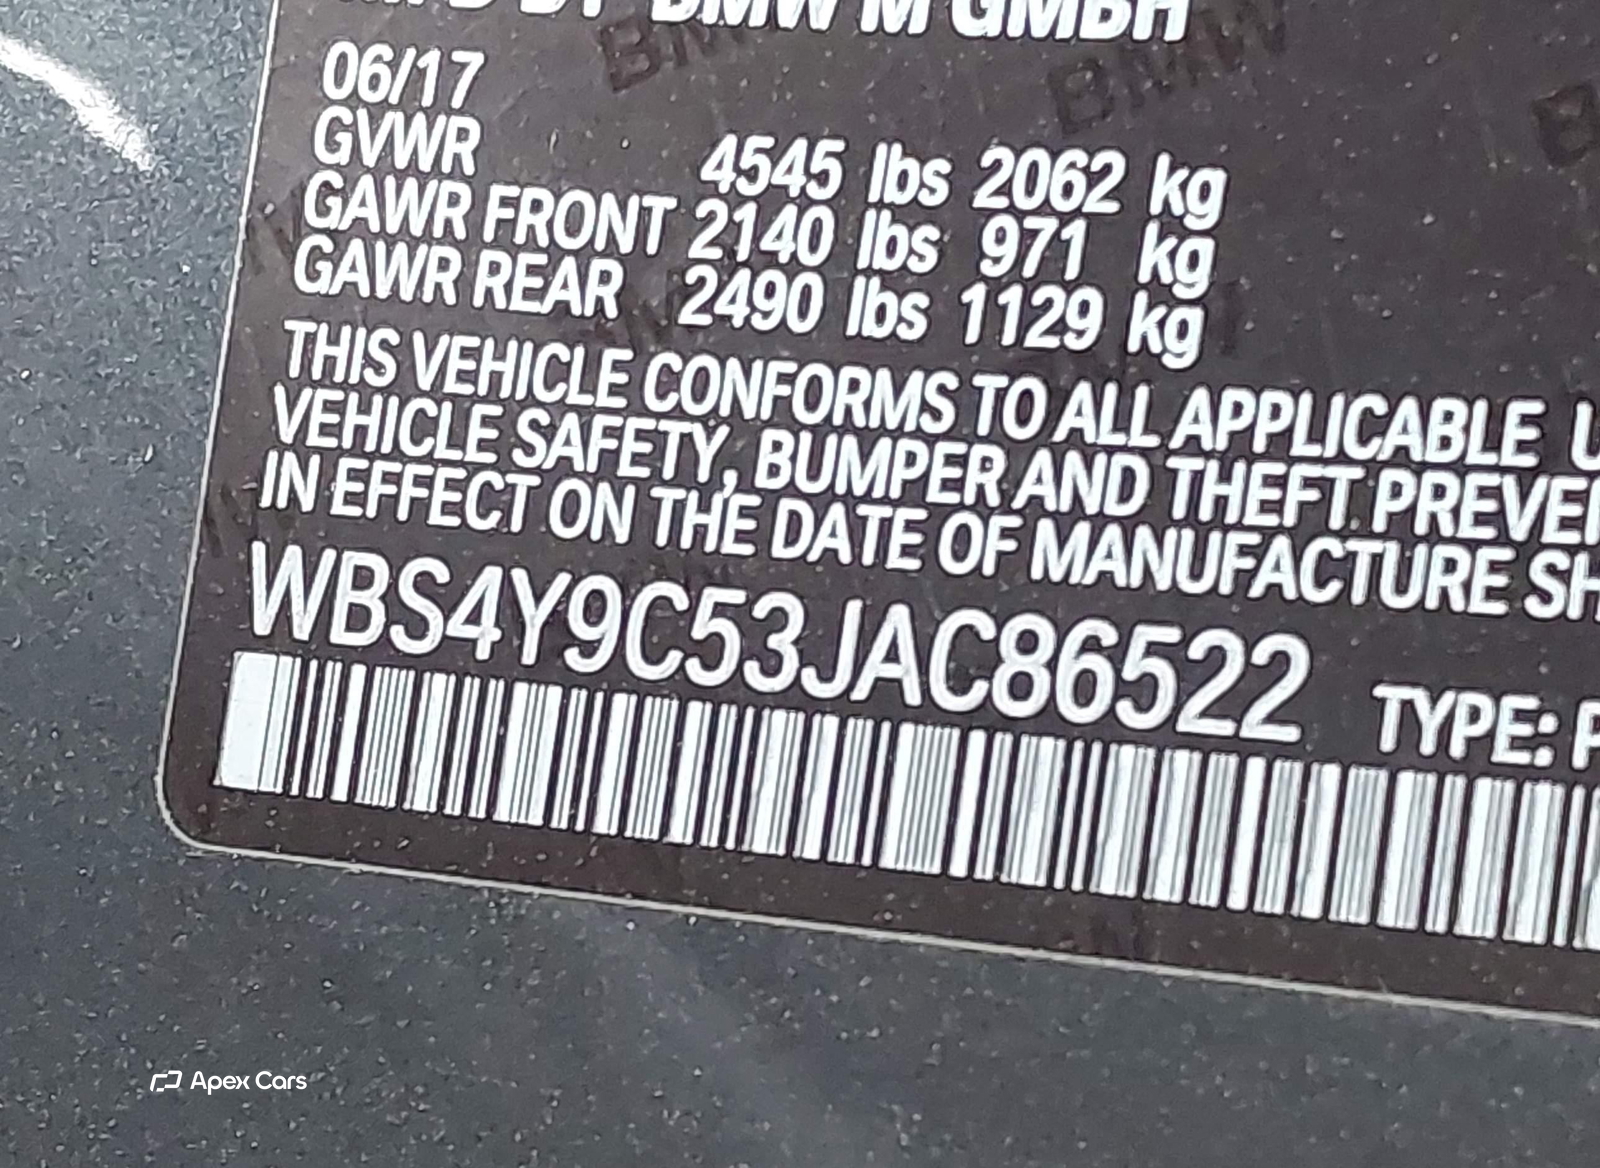 BMW M GMBH
06/17
GVWR 4545 lbs 2062 kg
GAWR FRONT 2140 lbs 971 kg
GAWR REAR 2490 lbs 1129 kg
THIS VEHICLE CONFORMS TO ALL APPLICABLE U
VEHICLE SAFETY, BUMPER AND THEFT PREVE
IN EFFECT ON THE DATE OF MANUFACTURE SH
WBS4Y9C53JAC86522 TYPE: P
Apex Cars